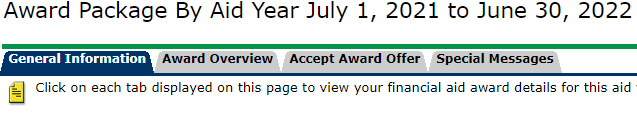 Award Package By Aid Year July 1, 2021 to June 30, 2022
General Information Award Overview Accept Award Offer Special Messages
Click on each tab displayed on this page to view your financial aid award details for this aid